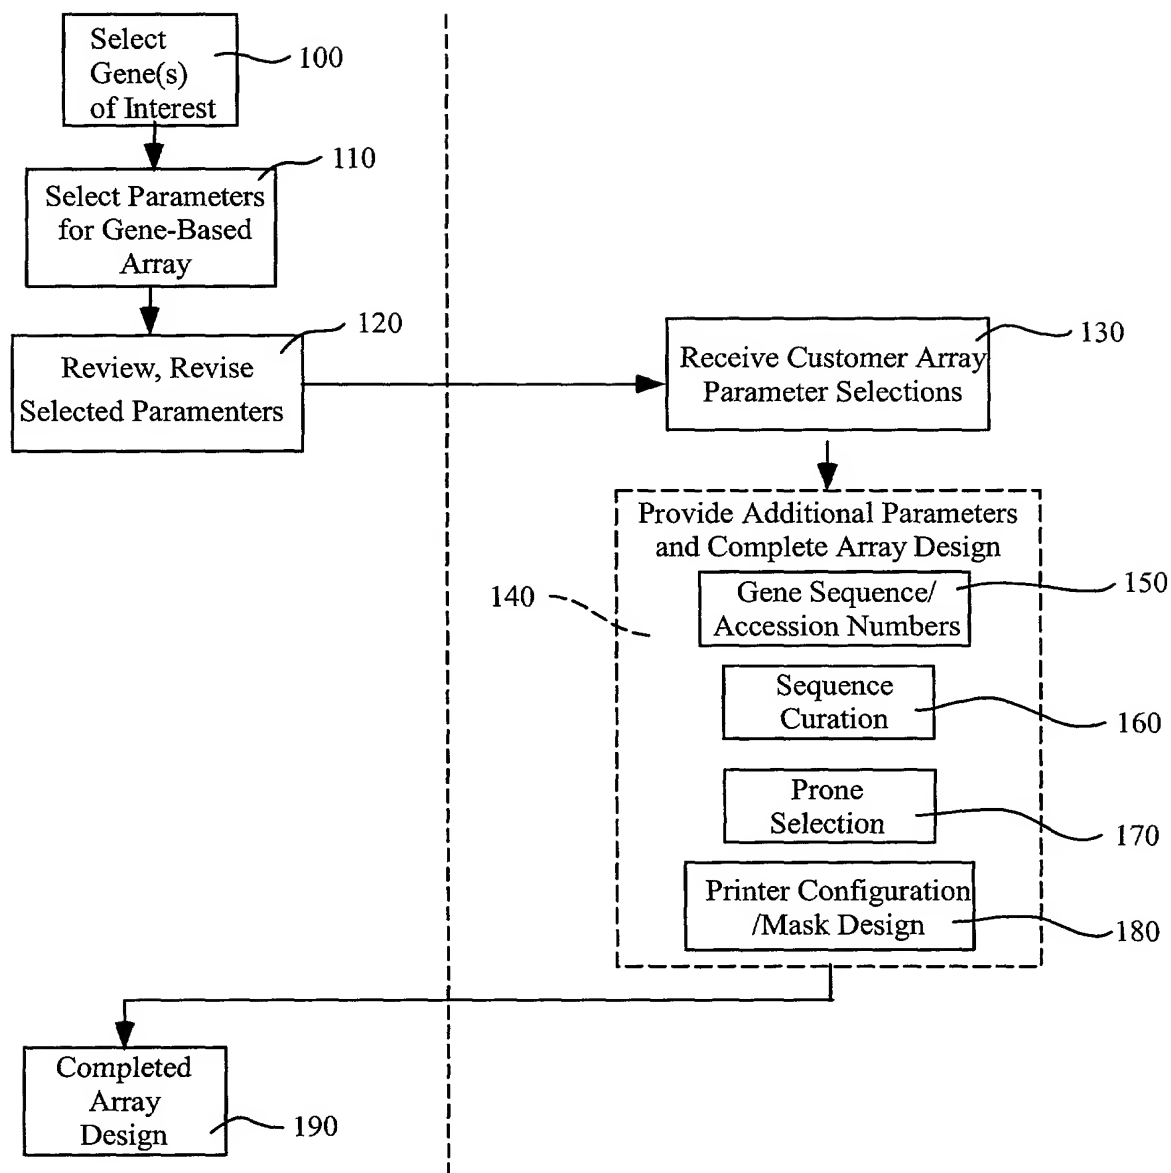 Select
Gene(s)
of Interest
100
Select Parameters
for Gene-Based
Array
110
Review, Revise
Selected Paramenters
120
Receive Customer Array
Parameter Selections
130
Provide Additional Parameters
and Complete Array Design
140
Gene Sequence/
Accession Numbers
150
Sequence
Curation
160
Prone
Selection
170
Printer Configuration
/Mask Design
180
Completed
Array
Design
190